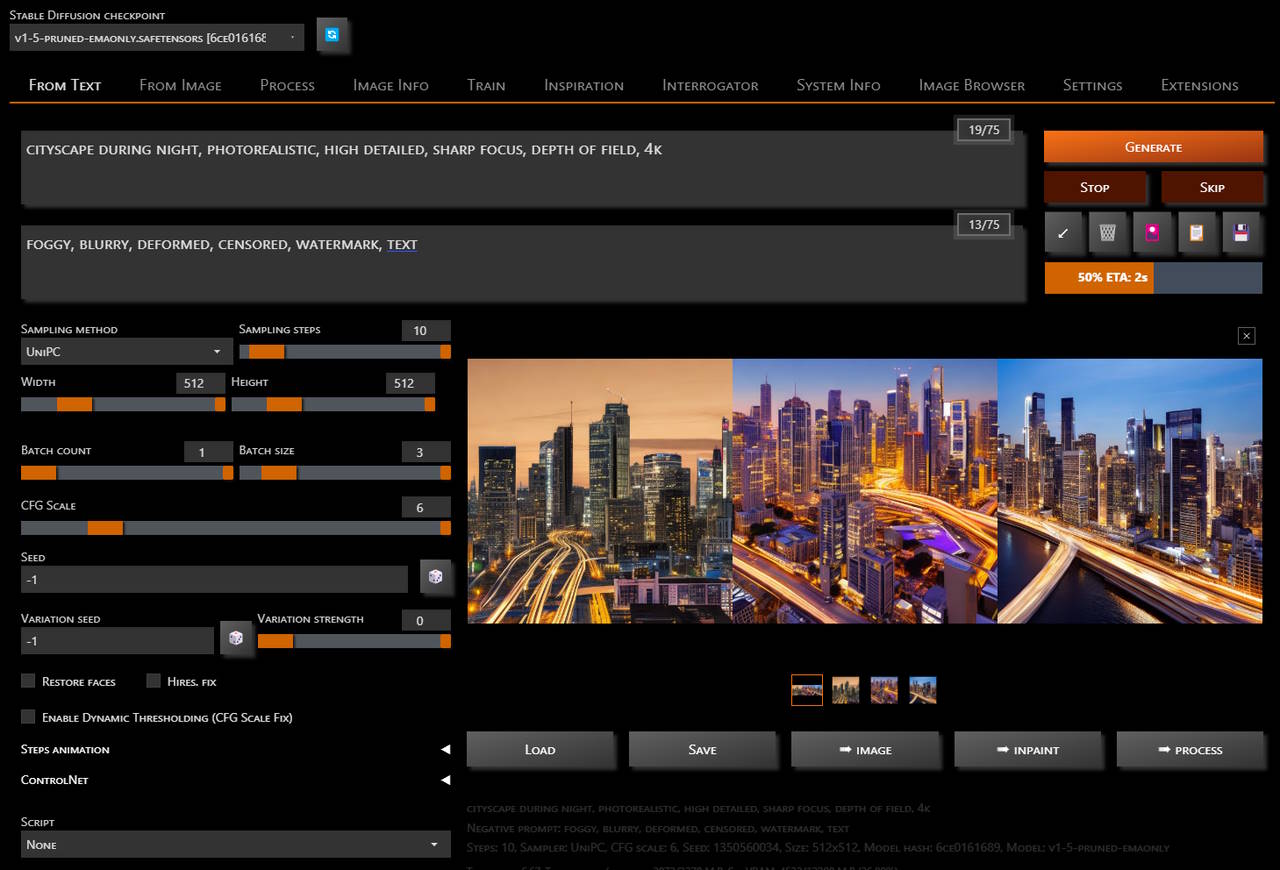 Stable Diffusion checkpoint
v1-5-pruned-emaonly.safetensors [6ce016168
From Text From Image Process Image Info Train Inspiration Interrogator System Info Image Browser Settings Extensions
19/75
cityscape during night, photorealistic, high detailed, sharp focus, depth of field, 4k
Generate
Stop Skip
13/75
foggy, blurry, deformed, censored, watermark, text
50% ETA: 2s
Sampling method
UniPC
Sampling steps 10
Width 512 Height 512
Batch count 1 Batch size 3
CFG Scale 6
Seed
-1
Variation seed
-1
Variation strength 0
Restore faces Hires. fix
Enable Dynamic Thresholding (CFG Scale Fix)
Steps animation
ControlNet
Script
None
Load Save ➡ image ➡ inpaint ➡ process
cityscape during night, photorealistic, high detailed, sharp focus, depth of field, 4k
Negative prompt: foggy, blurry, deformed, censored, watermark, text
Steps: 10, Sampler: UniPC, CFG scale: 6, Seed: 1350560034, Size: 512x512, Model hash: 6ce0161689, Model: v1-5-pruned-emaonly